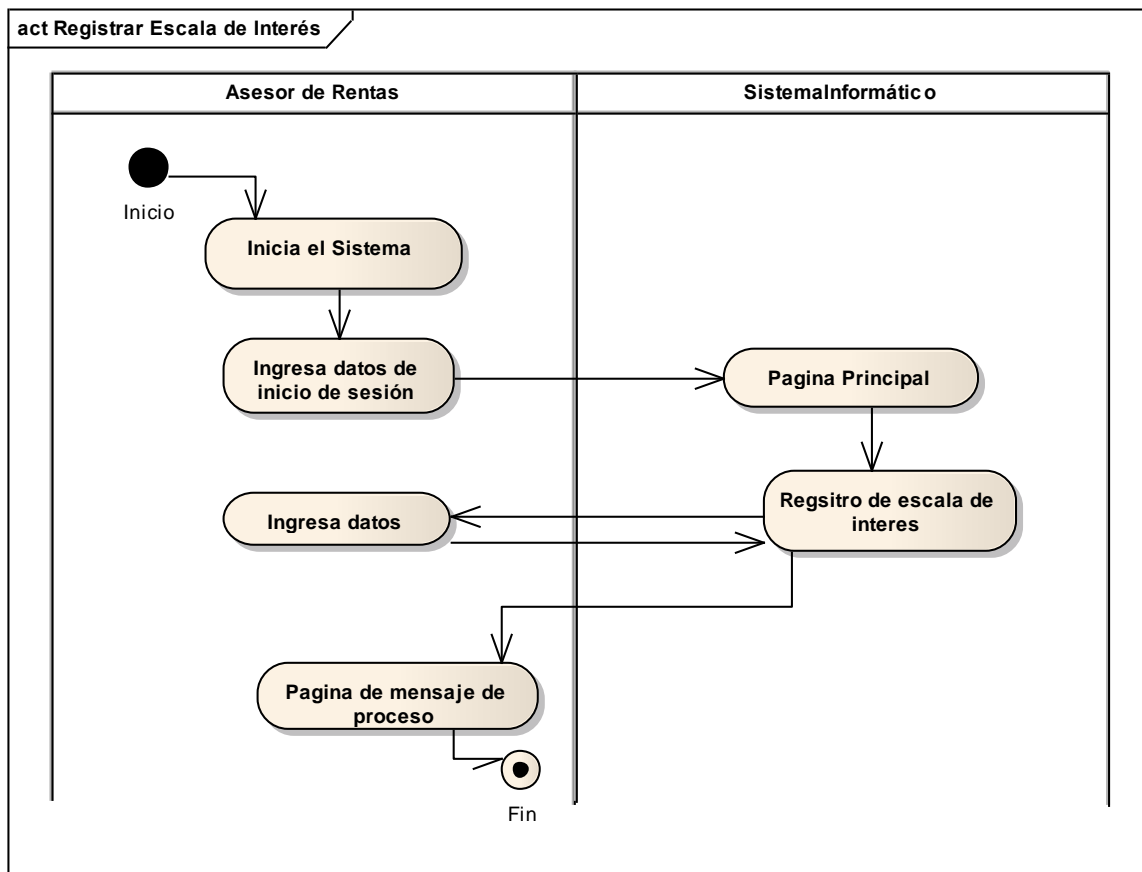 act Registrar Escala de Interés
Asesor de Rentas
SistemaInformático
Inicio
Inicia el Sistema
Ingresa datos de
inicio de sesión
Pagina Principal
Regsitro de escala de
interes
Ingresa datos
Pagina de mensaje de
proceso
Fin